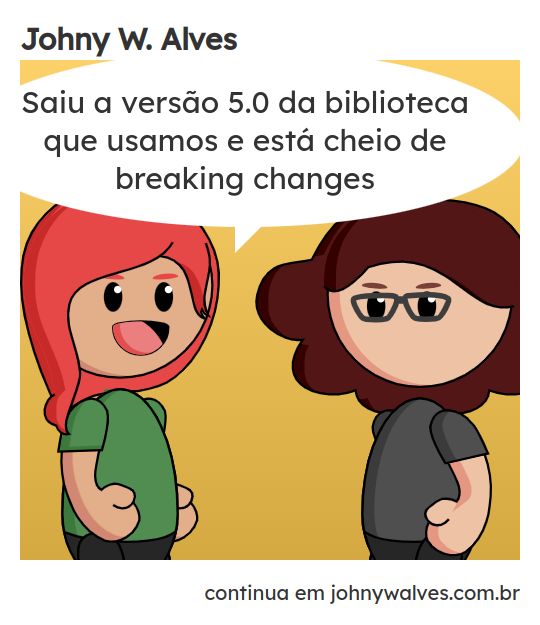 Johny W. Alves
Saiu a versão 5.0 da biblioteca
que usamos e está cheio de
breaking changes
continua em johnywalves.com.br